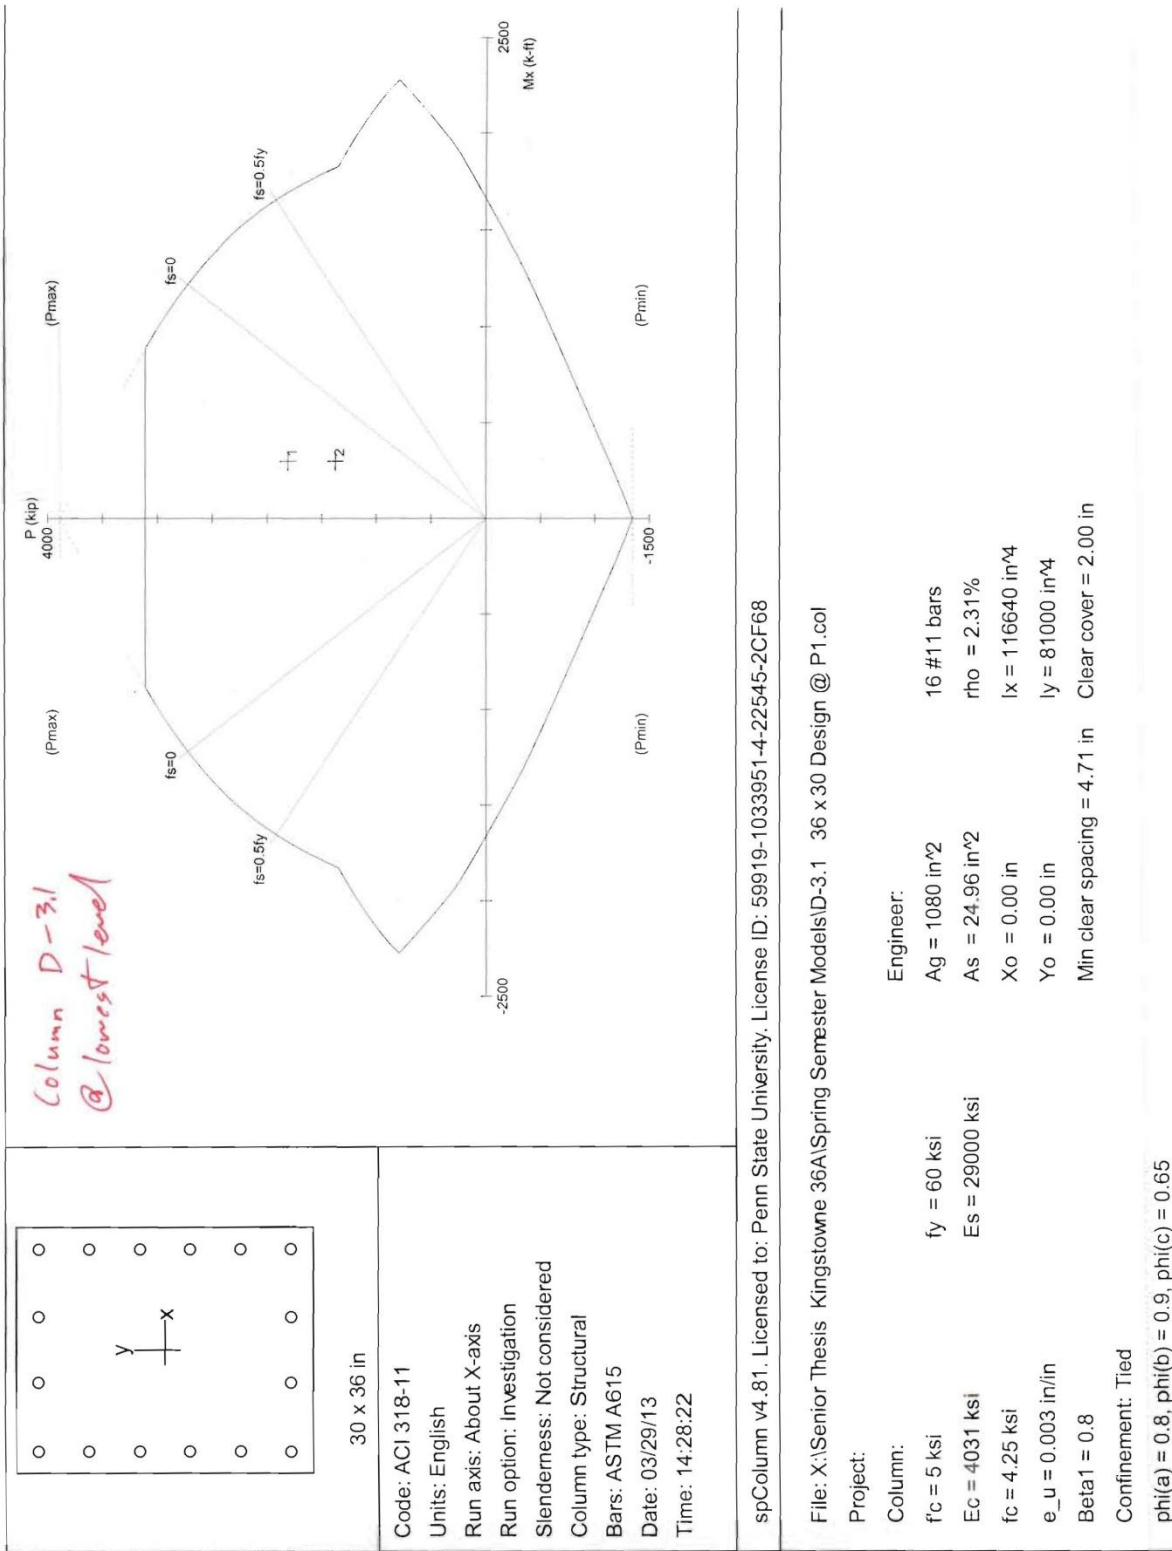 Column D-3.1
@ lowest level
y
x
30 x 36 in
Code: ACI 318-11
Units: English
Run axis: About X-axis
Run option: Investigation
Slenderness: Not considered
Column type: Structural
Bars: ASTM A615
Date: 03/29/13
Time: 14:28:22
P (kip)
4000
(Pmax)
(Pmax)
fs=0
fs=0
fs=0.5fy
fs=0.5fy
1
2
-2500
2500
Mx (k-ft)
(Pmin)
(Pmin)
-1500
spColumn v4.81. Licensed to: Penn State University. License ID: 59919-1033951-4-22545-2CF68
File: X:\Senior Thesis Kingstowne 36A\Spring Semester Models\D-3.1 36 x 30 Design @ P1.col
Project:
Column: Engineer:
f'c = 5 ksi fy = 60 ksi Ag = 1080 in^2 16 #11 bars
Ec = 4031 ksi Es = 29000 ksi As = 24.96 in^2 rho = 2.31%
fc = 4.25 ksi Xo = 0.00 in Ix = 116640 in^4
e_u = 0.003 in/in Yo = 0.00 in Iy = 81000 in^4
Beta1 = 0.8 Min clear spacing = 4.71 in Clear cover = 2.00 in
Confinement: Tied
phi(a) = 0.8, phi(b) = 0.9, phi(c) = 0.65